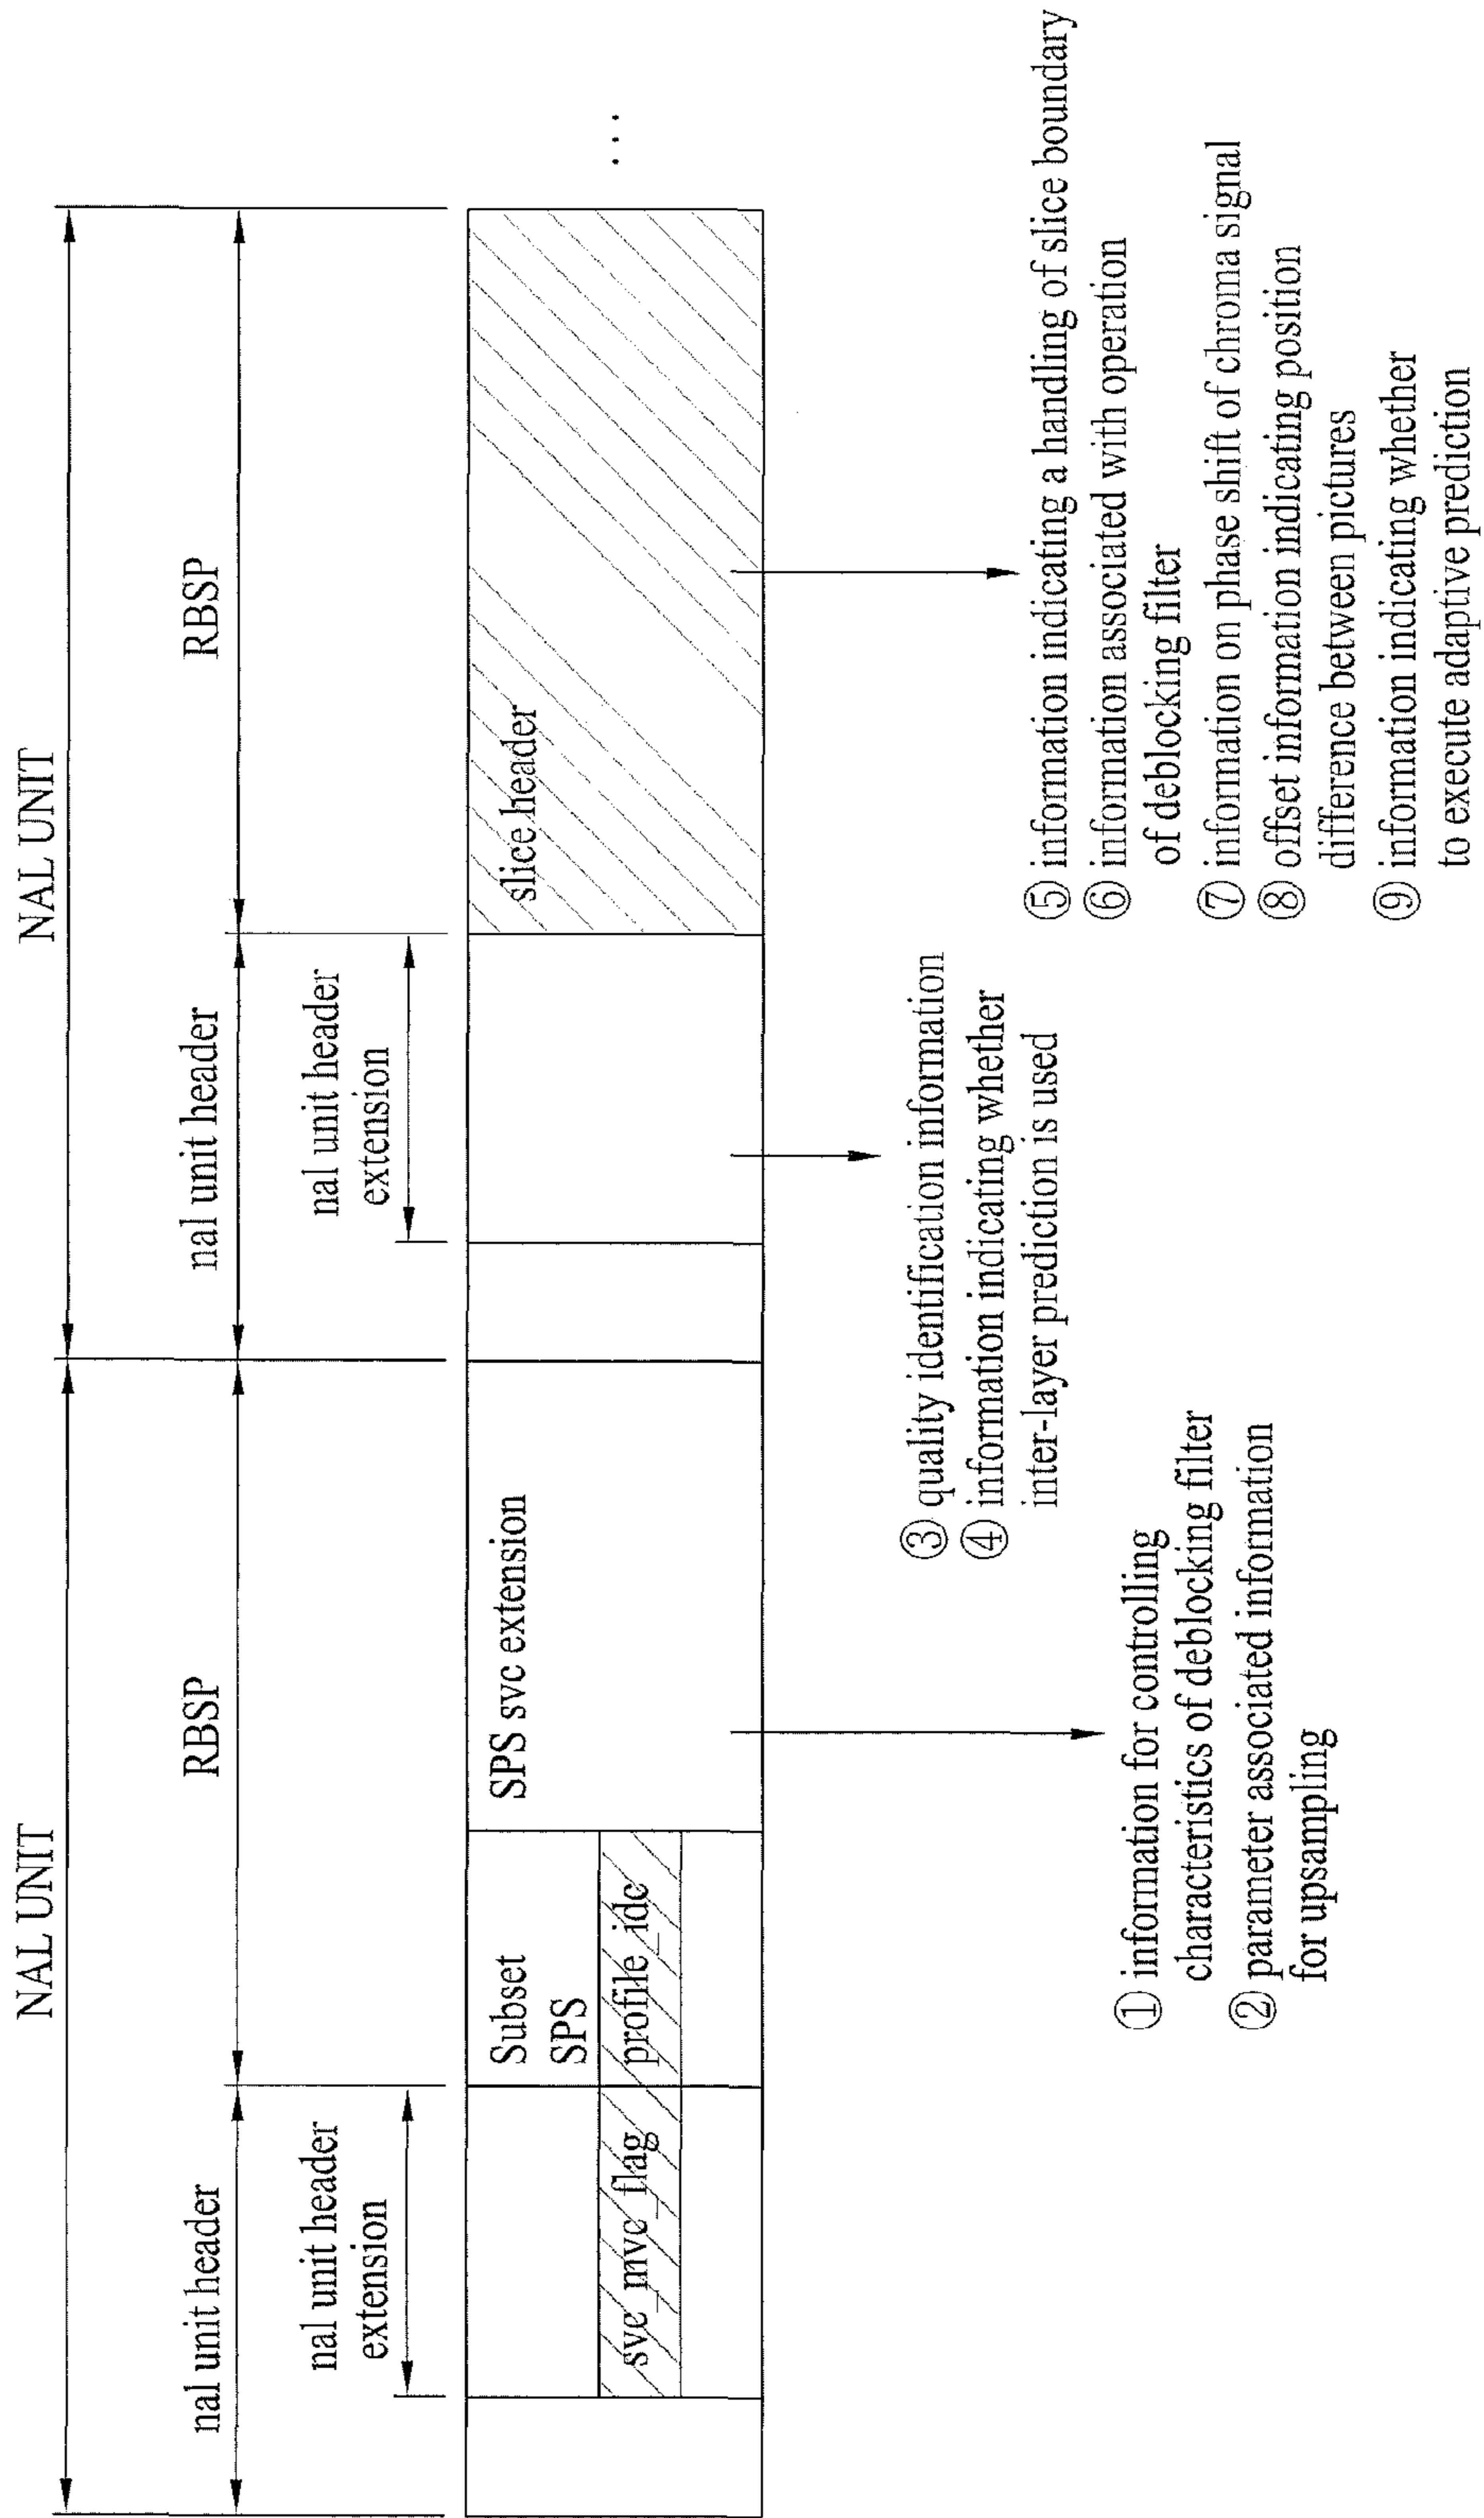 NAL UNIT
NAL UNIT
nal unit header
RBSP
nal unit header
RBSP
nal unit header
extension
nal unit header
extension
svc_mvc_flag
Subset
SPS
profile_idc
SPS svc extension
slice header
...
① information for controlling
characteristics of deblocking filter
② parameter associated information
for upsampling
③ quality identification information
④ information indicating whether
inter-layer prediction is used
⑤ information indicating a handling of slice boundary
⑥ information associated with operation
of deblocking filter
⑦ information on phase shift of chroma signal
⑧ offset information indicating position
difference between pictures
⑨ information indicating whether
to execute adaptive prediction